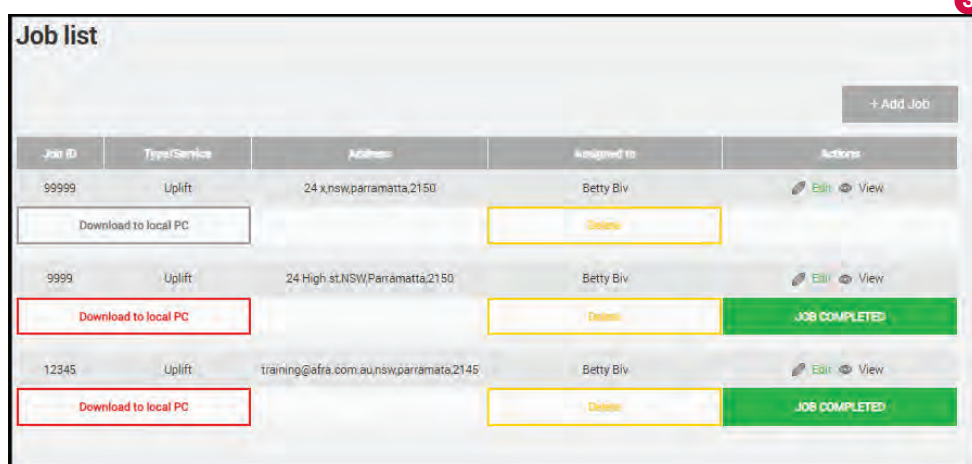 Job list
+ Add Job
Job ID Type/Service Address Assigned to Actions
99999 Uplift 24 x,nsw,parramatta,2150 Betty Biv Edit View
Download to local PC Delete
9999 Uplift 24 High st.NSW,Parramatta,2150 Betty Biv Edit View
Download to local PC Delete JOB COMPLETED
12345 Uplift training@afra.com.au,nsw,parramata,2145 Betty Biv Edit View
Download to local PC Delete JOB COMPLETED